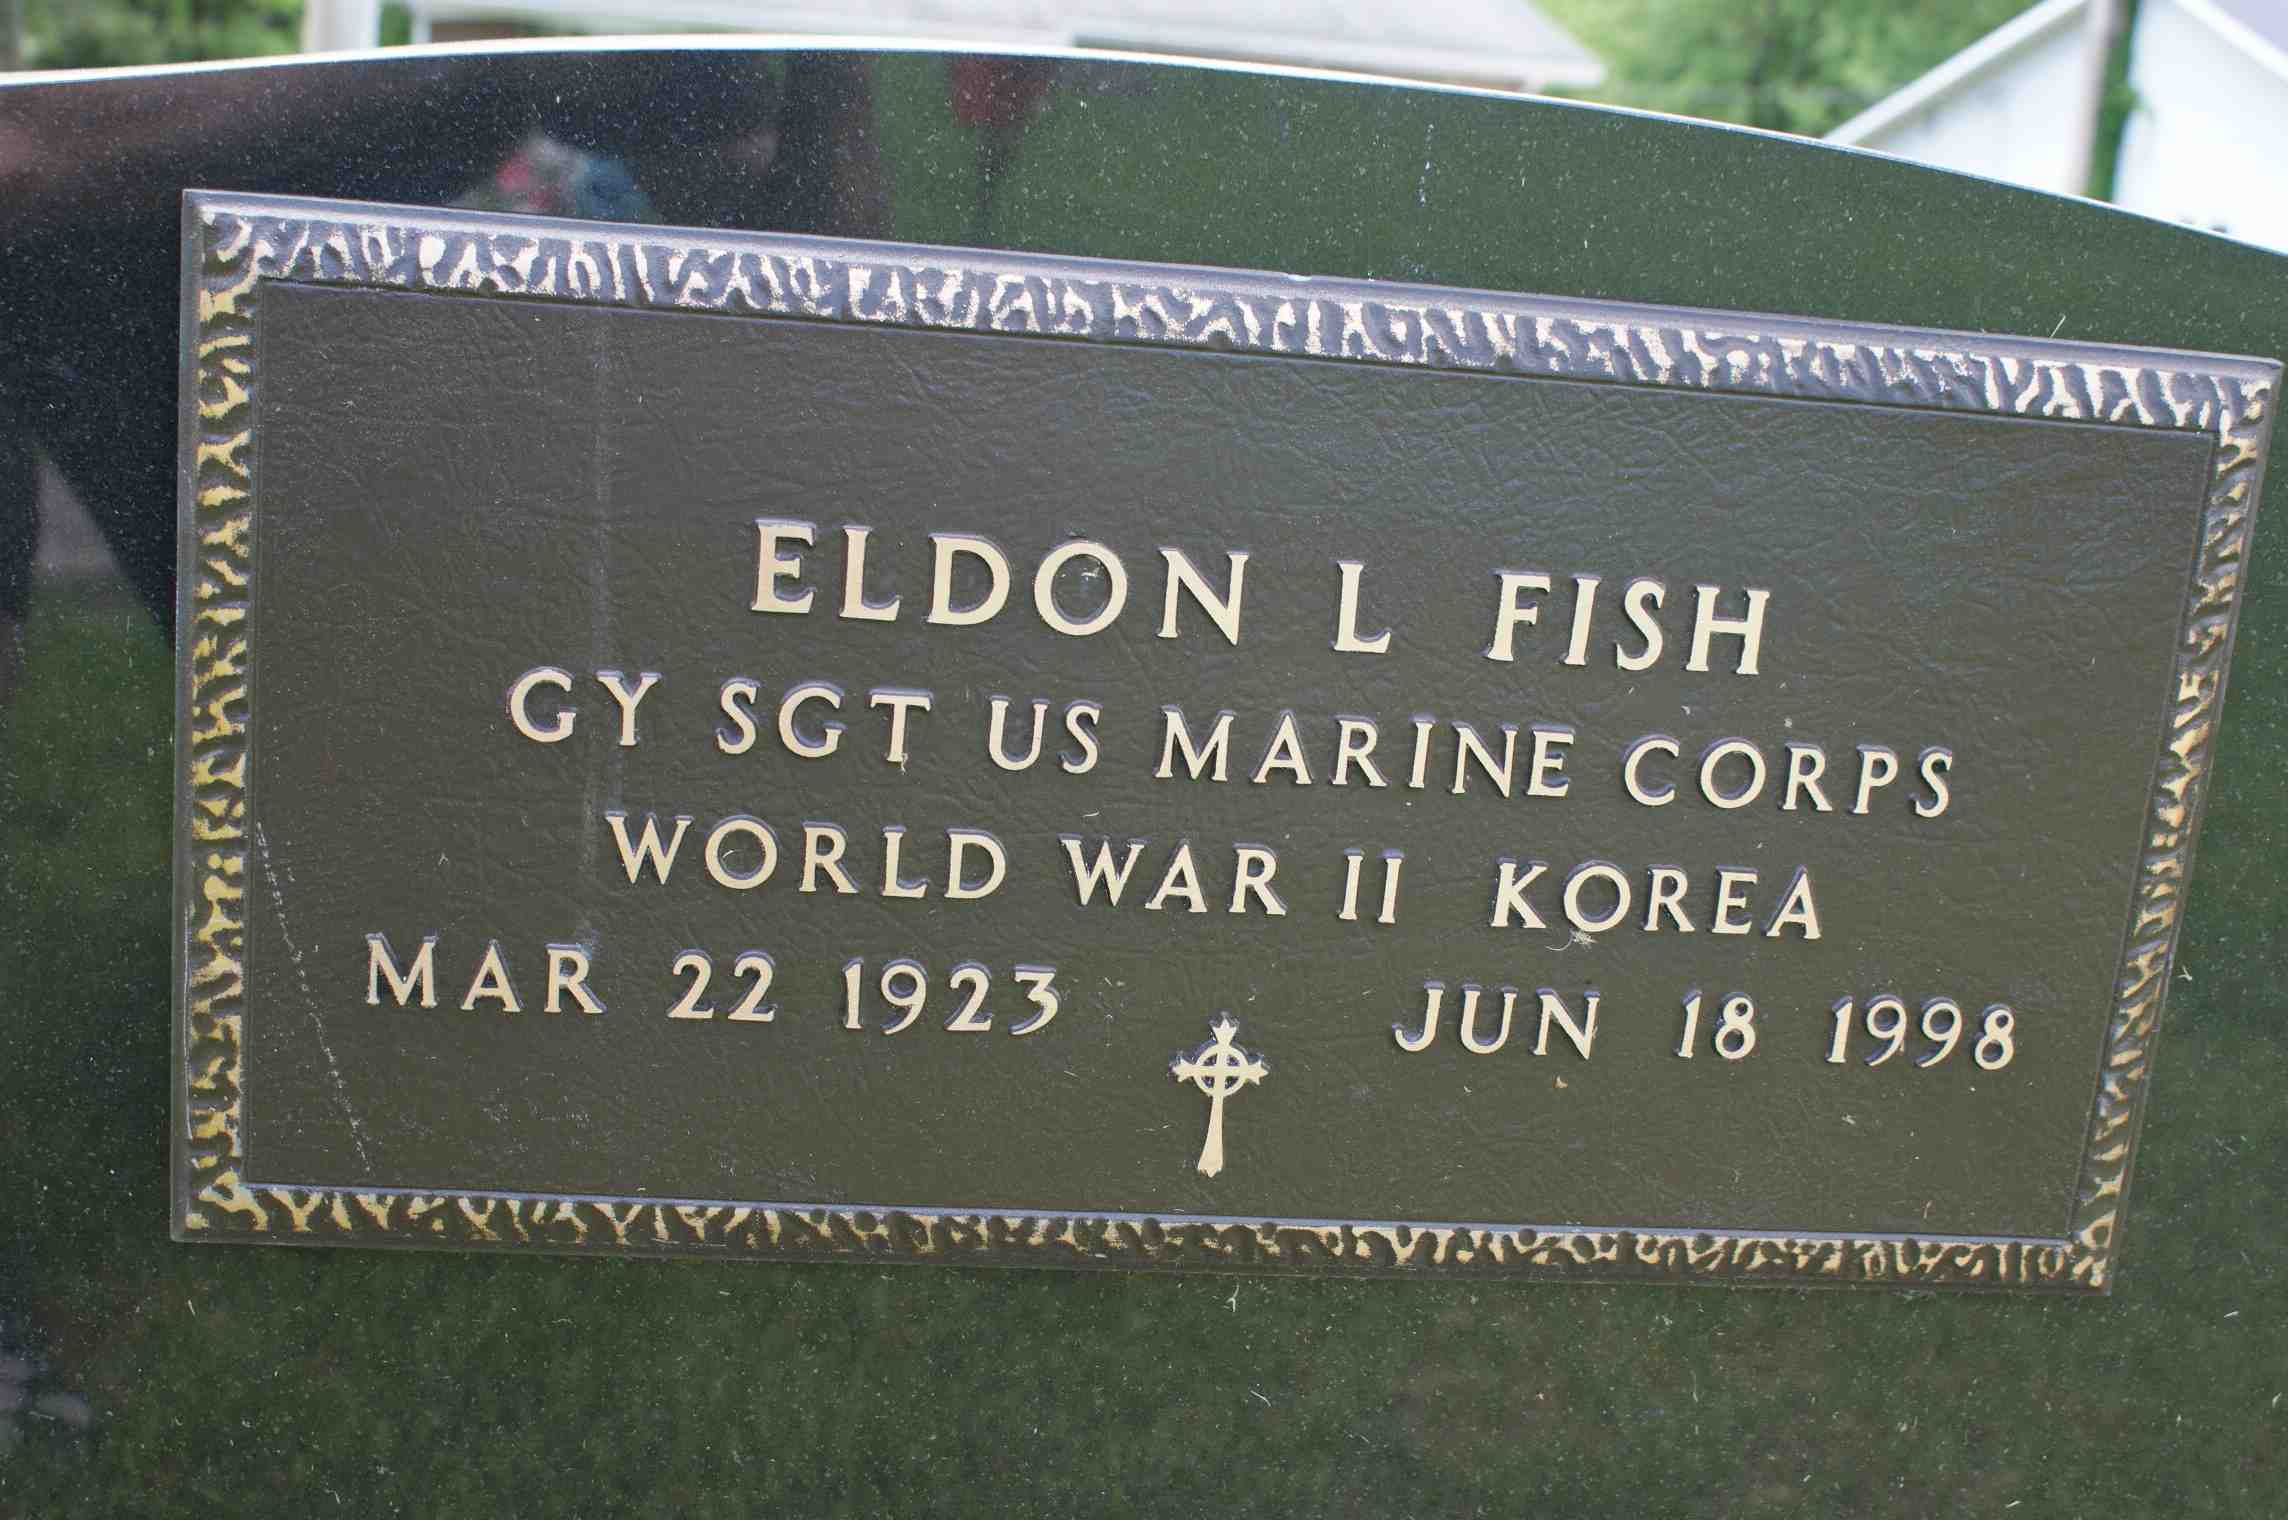 ELDON L FISH
GY SGT US MARINE CORPS
WORLD WAR II KOREA
MAR 22 1923 JUN 18 1998